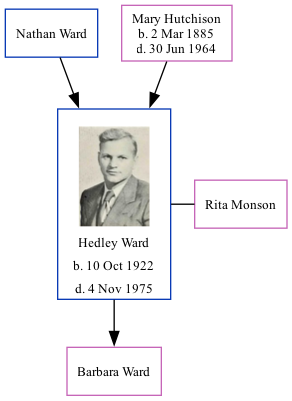 Nathan Ward
Mary Hutchison
b. 2 Mar 1885
d. 30 Jun 1964
Hedley Ward
b. 10 Oct 1922
d. 4 Nov 1975
Rita Monson
Barbara Ward